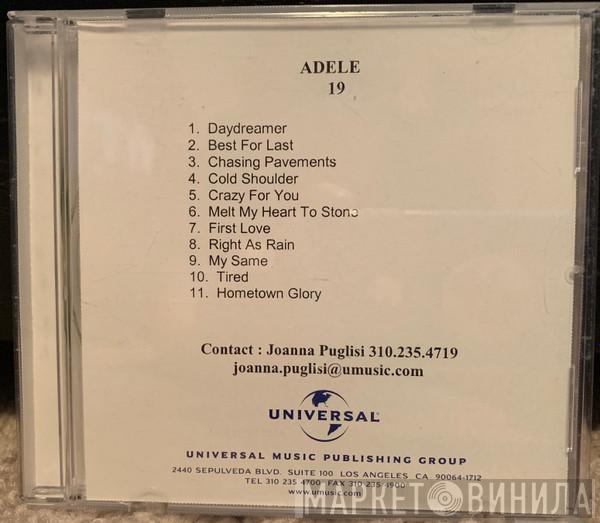 ADELE
19
1. Daydreamer
2. Best For Last
3. Chasing Pavements
4. Cold Shoulder
5. Crazy For You
6. Melt My Heart To Stone
7. First Love
8. Right As Rain
9. My Same
10. Tired
11. Hometown Glory
Contact : Joanna Puglisi 310.235.4719
joanna.puglisi@umusic.com
UNIVERSAL
UNIVERSAL MUSIC PUBLISHING GROUP
2440 SEPULVEDA BLVD. SUITE 100 LOS ANGELES CA 90064-1712
TEL 310 235 4700 FAX 310 235 4900
www.umusic.com
МАРКЕТ ВИНИЛА